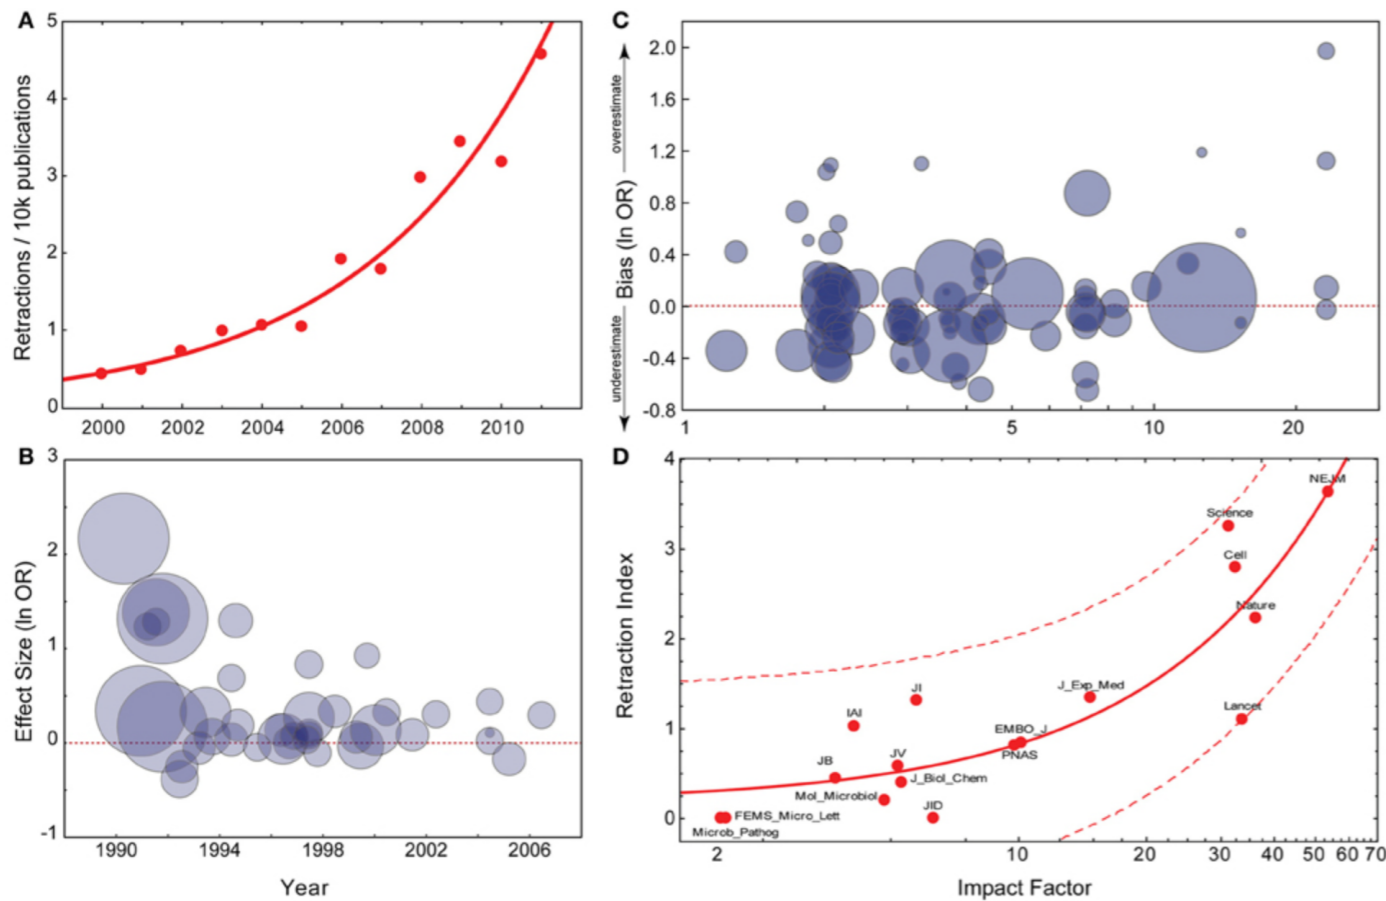 A
Retractions / 10k publications
5
4
3
2
1
0
2000 2002 2004 2006 2008 2010
B
Effect Size (ln OR)
3
2
1
0
-1
1990 1994 1998 2002 2006
Year
C
underestimate Bias (ln OR) overestimate
2.0
1.6
1.2
0.8
0.4
0.0
-0.4
-0.8
1 5 10 20
D
Retraction Index
4
3
2
1
0
NEJM
Science
Cell
Nature
J_Exp_Med
JI
Lancet
IAI
EMBO_J
PNAS
JV
JB
J_Biol_Chem
Mol_Microbiol
JID
FEMS_Micro_Lett
Microb_Pathog
2 10 20 30 40 50 60 70
Impact Factor